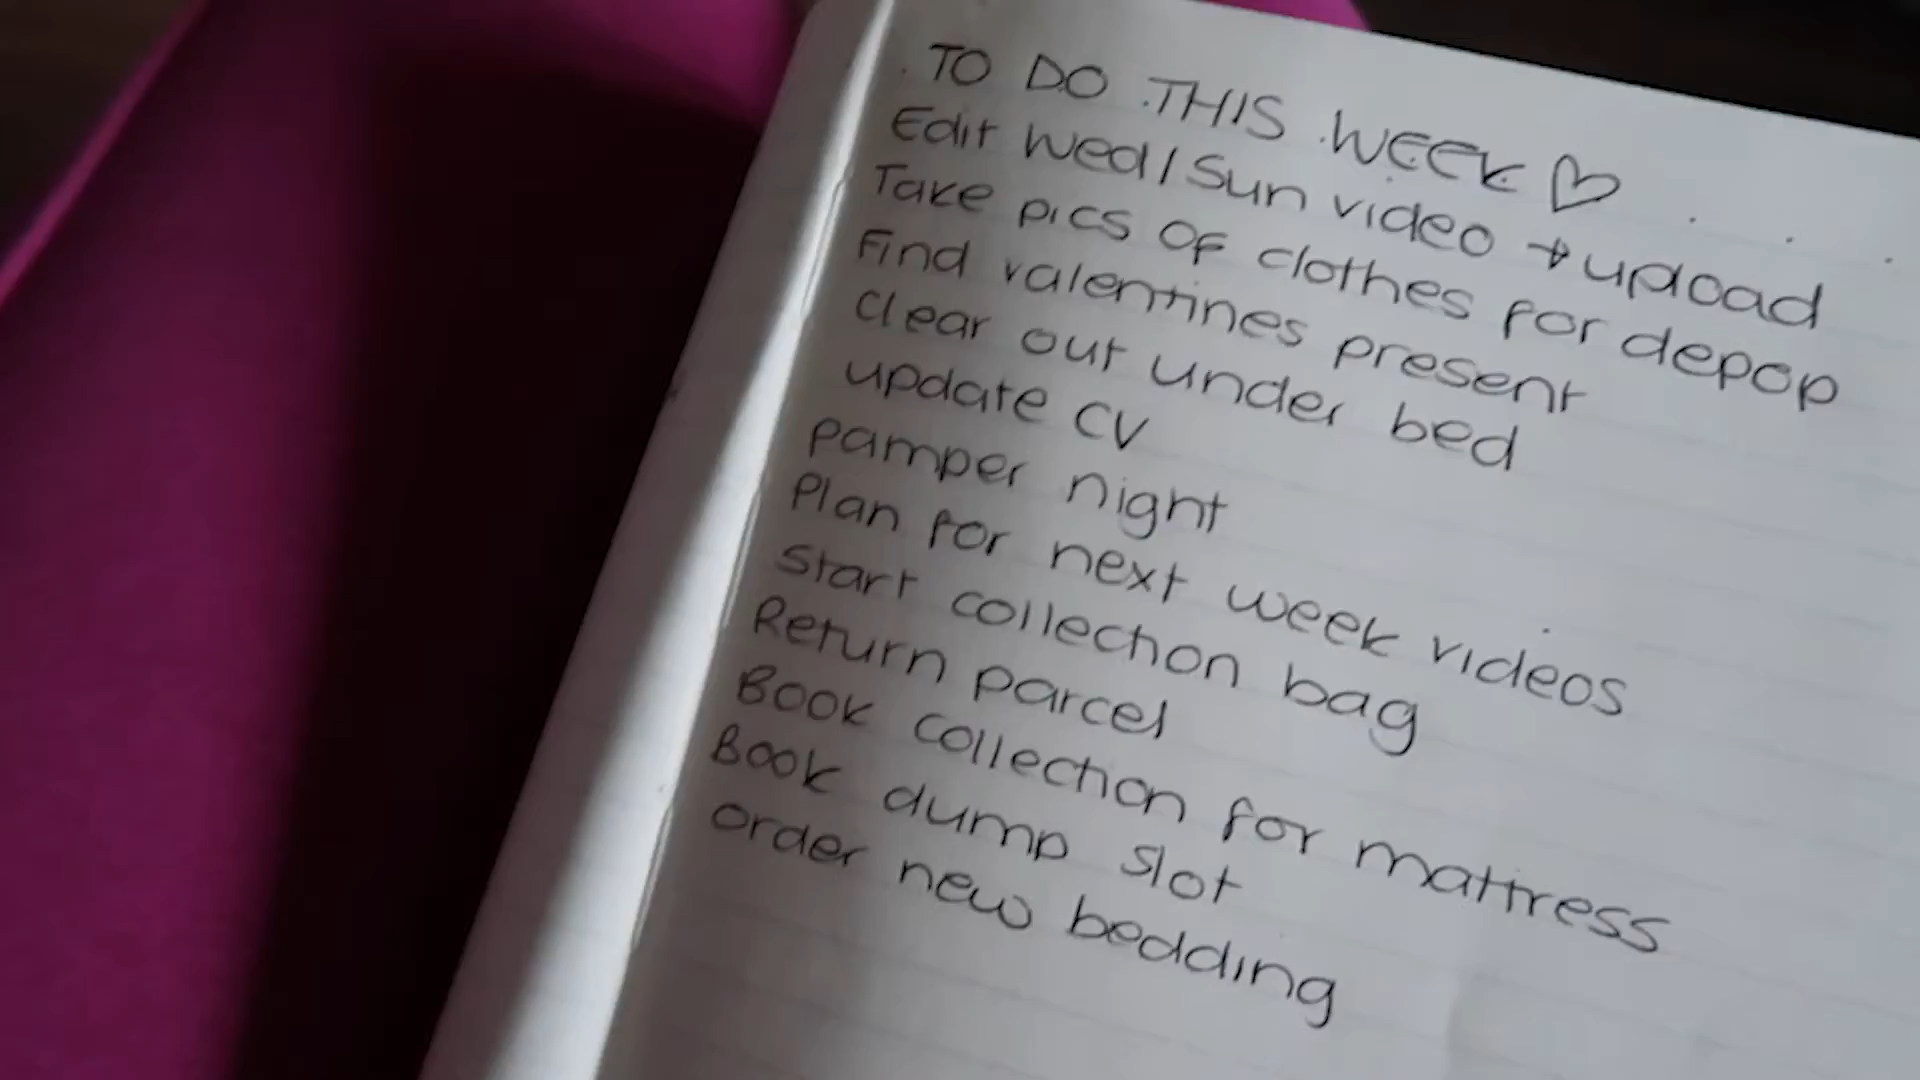 TO DO THIS WEEK ♡
Edit Wed/Sun video + upload
Take pics of clothes for depop
Find valentines present
Clear out under bed
update CV
pamper night
Plan for next week videos
Start collection bag
Return parcel
Book collection for mattress
Book dump slot
order new bedding